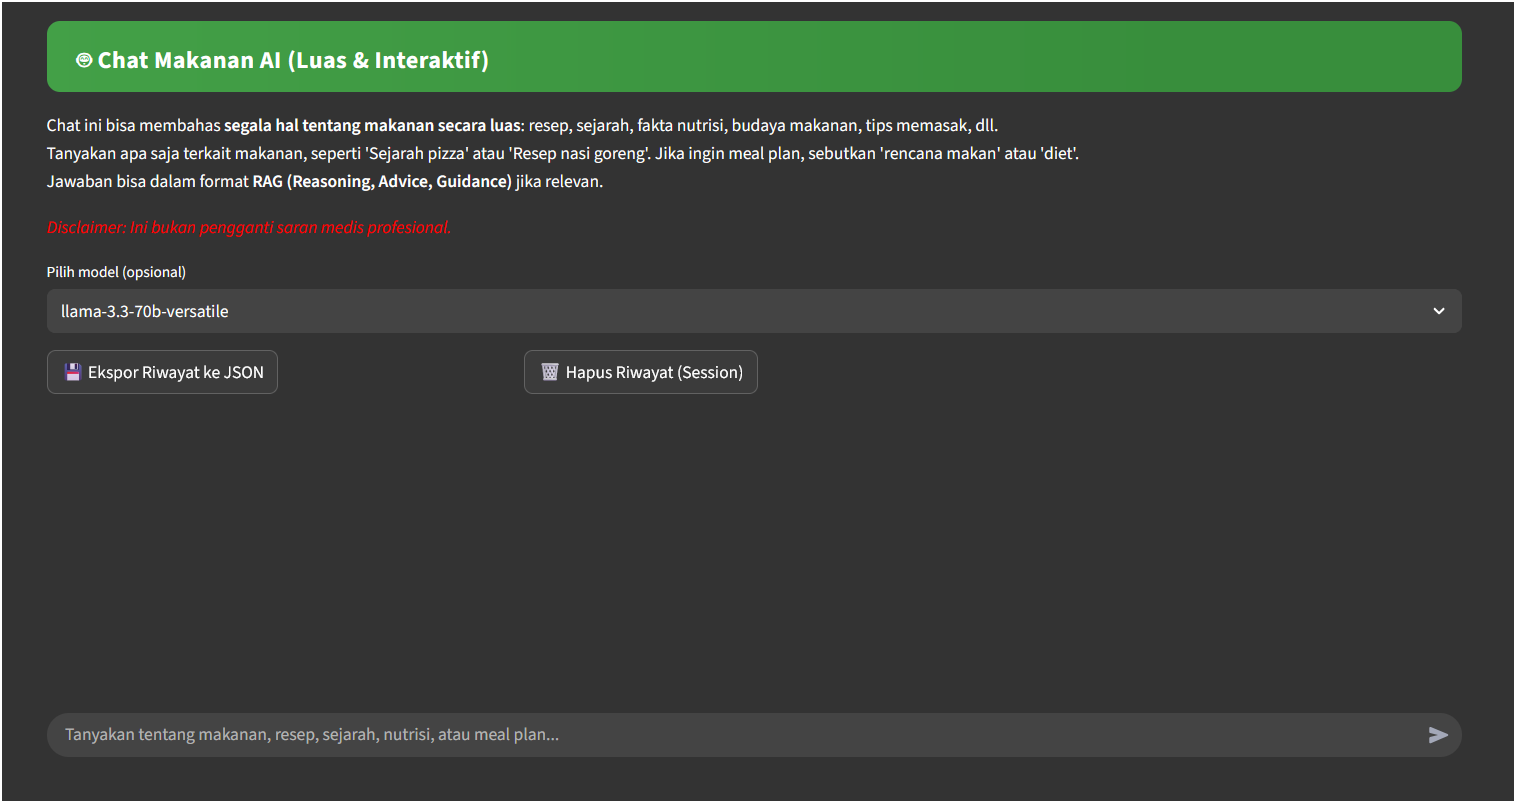 Chat Makanan AI (Luas & Interaktif)
Chat ini bisa membahas segala hal tentang makanan secara luas: resep, sejarah, fakta nutrisi, budaya makanan, tips memasak, dll.
Tanyakan apa saja terkait makanan, seperti 'Sejarah pizza' atau 'Resep nasi goreng'. Jika ingin meal plan, sebutkan 'rencana makan' atau 'diet'.
Jawaban bisa dalam format RAG (Reasoning, Advice, Guidance) jika relevan.
Disclaimer: Ini bukan pengganti saran medis profesional.
Pilih model (opsional)
llama-3.3-70b-versatile
Ekspor Riwayat ke JSON
Hapus Riwayat (Session)
Tanyakan tentang makanan, resep, sejarah, nutrisi, atau meal plan...